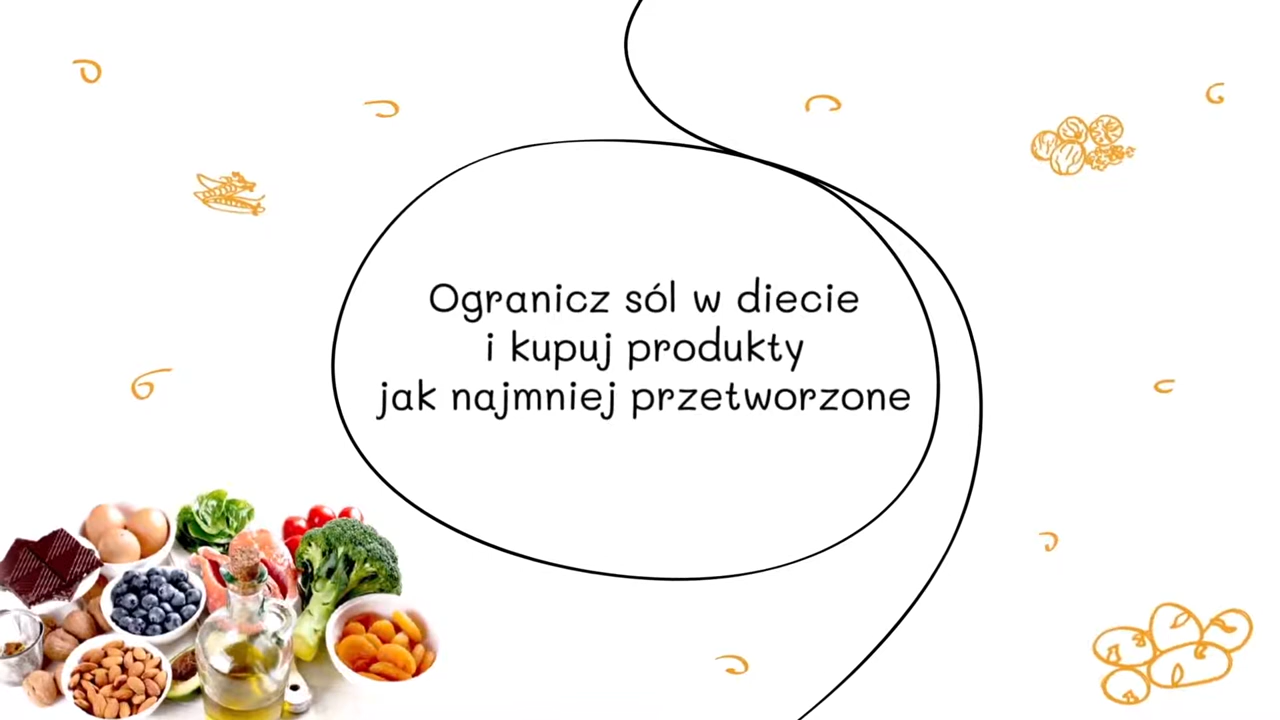 Ogranicz sól w diecie
i kupuj produkty
jak najmniej przetworzone